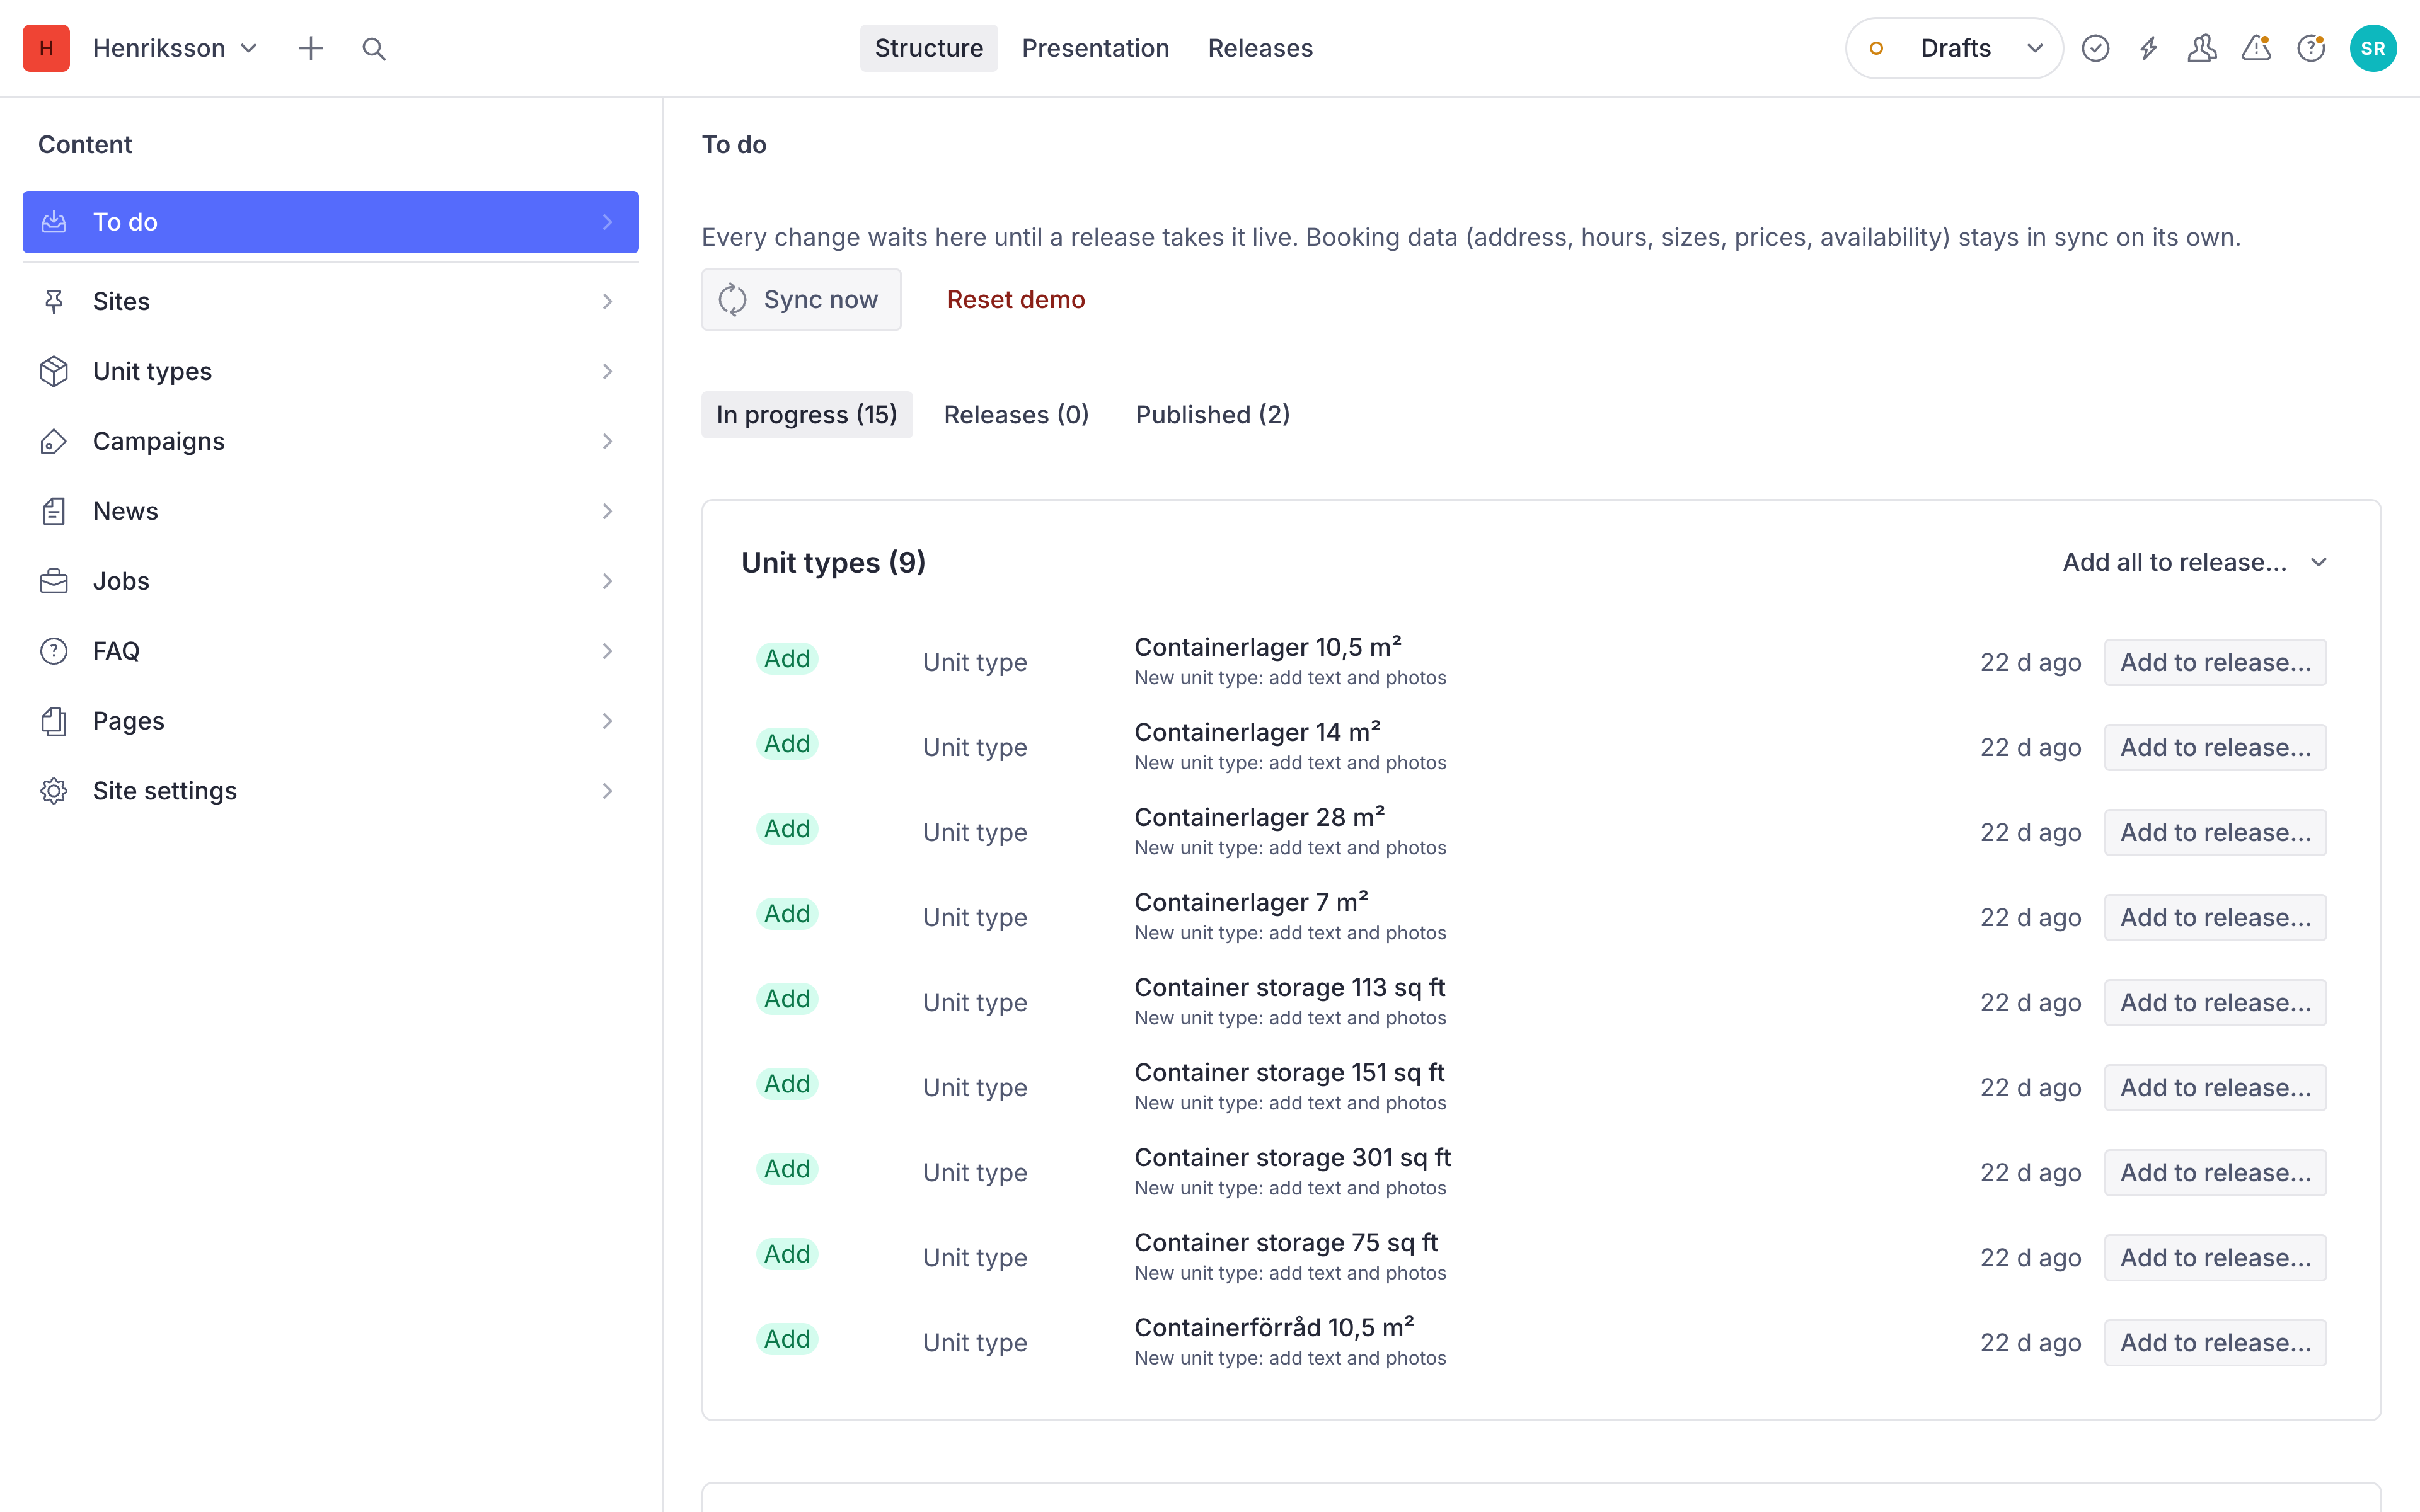 H Henriksson Structure Presentation Releases Drafts SR
Content
To do
Sites
Unit types
Campaigns
News
Jobs
FAQ
Pages
Site settings
To do
Every change waits here until a release takes it live. Booking data (address, hours, sizes, prices, availability) stays in sync on its own.
Sync now Reset demo
In progress (15) Releases (0) Published (2)
Unit types (9) Add all to release...
Add Unit type Containerlager 10,5 m² 22 d ago Add to release...
New unit type: add text and photos
Add Unit type Containerlager 14 m² 22 d ago Add to release...
New unit type: add text and photos
Add Unit type Containerlager 28 m² 22 d ago Add to release...
New unit type: add text and photos
Add Unit type Containerlager 7 m² 22 d ago Add to release...
New unit type: add text and photos
Add Unit type Container storage 113 sq ft 22 d ago Add to release...
New unit type: add text and photos
Add Unit type Container storage 151 sq ft 22 d ago Add to release...
New unit type: add text and photos
Add Unit type Container storage 301 sq ft 22 d ago Add to release...
New unit type: add text and photos
Add Unit type Container storage 75 sq ft 22 d ago Add to release...
New unit type: add text and photos
Add Unit type Containerförråd 10,5 m² 22 d ago Add to release...
New unit type: add text and photos